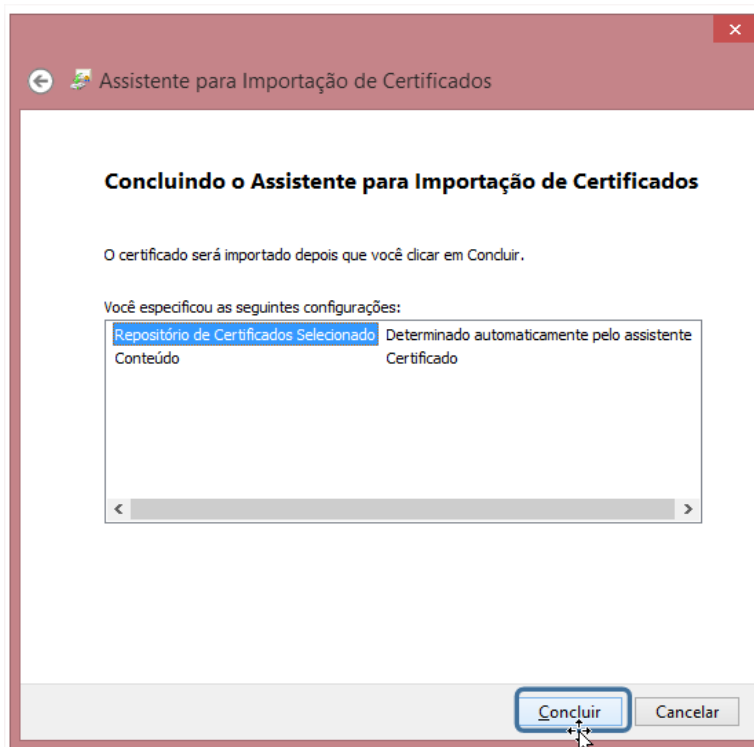 Assistente para Importação de Certificados
Concluindo o Assistente para Importação de Certificados
O certificado será importado depois que você clicar em Concluir.
Você especificou as seguintes configurações:
Repositório de Certificados Selecionado Determinado automaticamente pelo assistente
Conteúdo Certificado
Concluir Cancelar